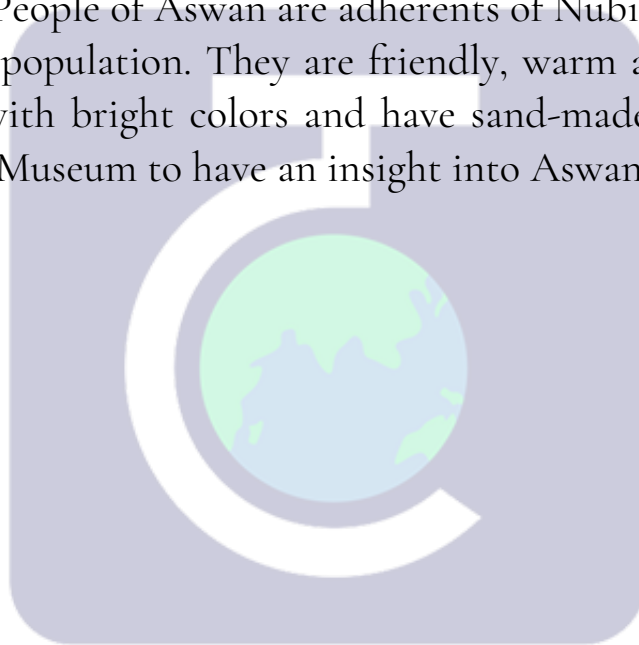 People of Aswan are adherents of Nubi
population. They are friendly, warm a
with bright colors and have sand-made
Museum to have an insight into Aswan